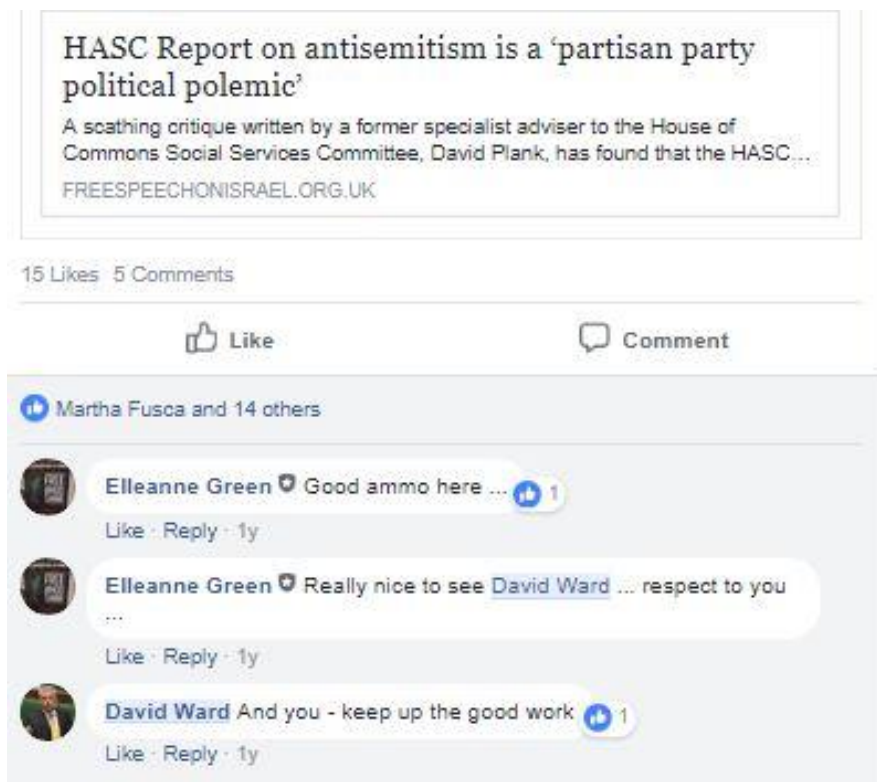 HASC Report on antisemitism is a ‘partisan party
political polemic’
A scathing critique written by a former specialist adviser to the House of
Commons Social Services Committee, David Plank, has found that the HASC...
FREESPEECHONISRAEL.ORG.UK
15 Likes 5 Comments
Like Comment
Martha Fusca and 14 others
Elleanne Green Good ammo here ... 1
Like · Reply · 1y
Elleanne Green Really nice to see David Ward ... respect to you
...
Like · Reply · 1y
David Ward And you - keep up the good work 1
Like · Reply · 1y